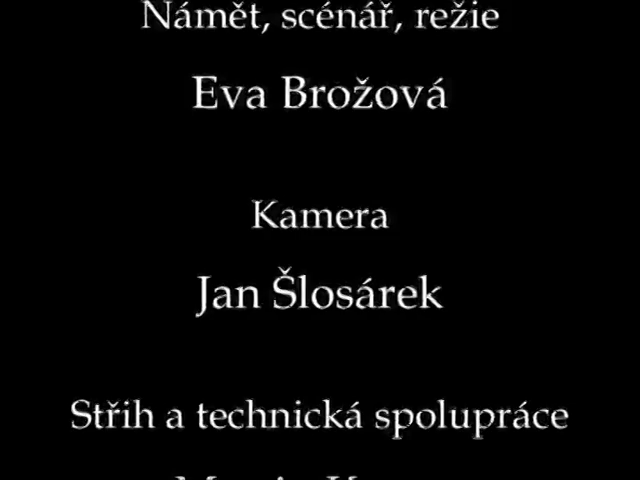 Námět, scénář, režie
Eva Brožová
Kamera
Jan Šlosárek
Střih a technická spolupráce